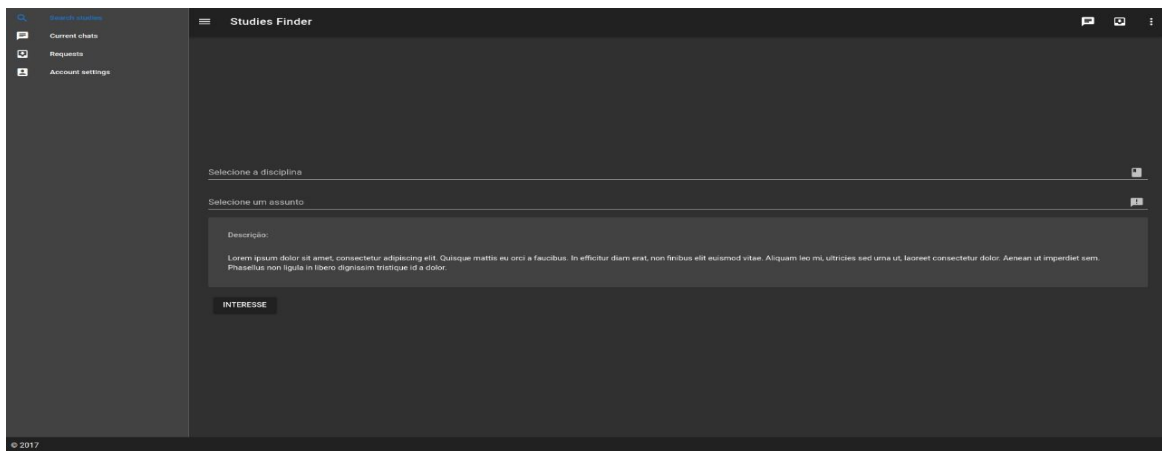 Search studies
Current chats
Requests
Account settings
Studies Finder
Selecione a disciplina
Selecione um assunto
Descrição:
Lorem ipsum dolor sit amet, consectetur adipiscing elit. Quisque mattis eu orci a faucibus. In efficitur diam erat, non finibus elit euismod vitae. Aliquam leo mi, ultricies sed urna ut, laoreet consectetur dolor. Aenean ut imperdiet sem.
Phasellus non ligula in libero dignissim tristique id a dolor.
INTERESSE
© 2017